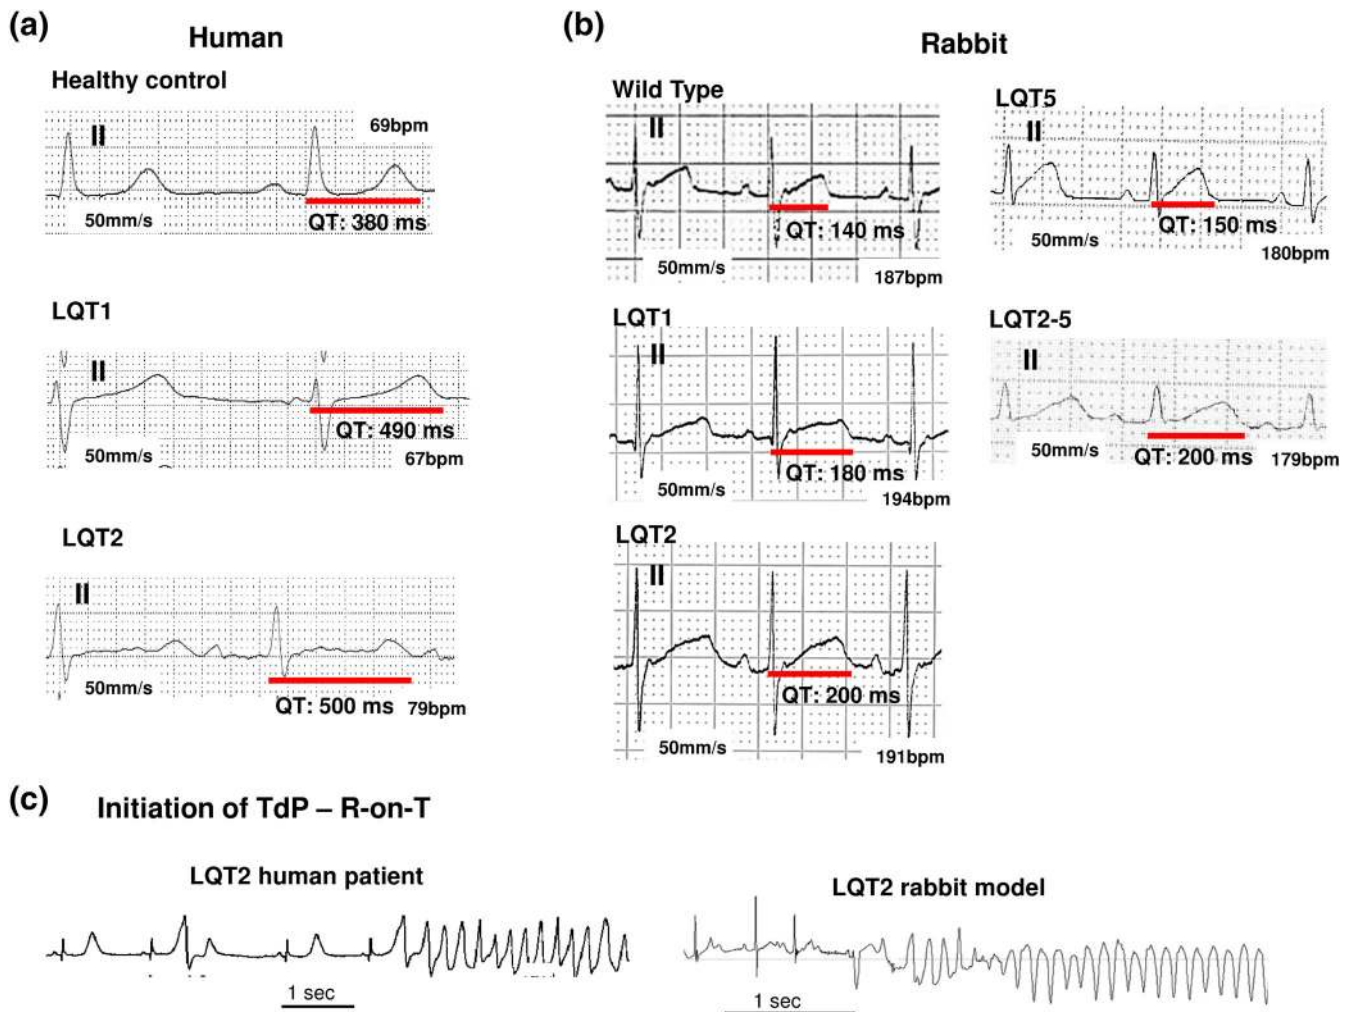 (a)
Human
Healthy control
II
69bpm
50mm/s
QT: 380 ms
LQT1
II
QT: 490 ms
50mm/s
67bpm
LQT2
II
50mm/s
QT: 500 ms
79bpm
(b)
Rabbit
Wild Type
II
QT: 140 ms
50mm/s
187bpm
LQT1
II
QT: 180 ms
50mm/s
194bpm
LQT2
II
QT: 200 ms
50mm/s
191bpm
LQT5
II
QT: 150 ms
50mm/s
180bpm
LQT2-5
II
50mm/s
QT: 200 ms
179bpm
(c)
Initiation of TdP – R-on-T
LQT2 human patient
1 sec
LQT2 rabbit model
1 sec